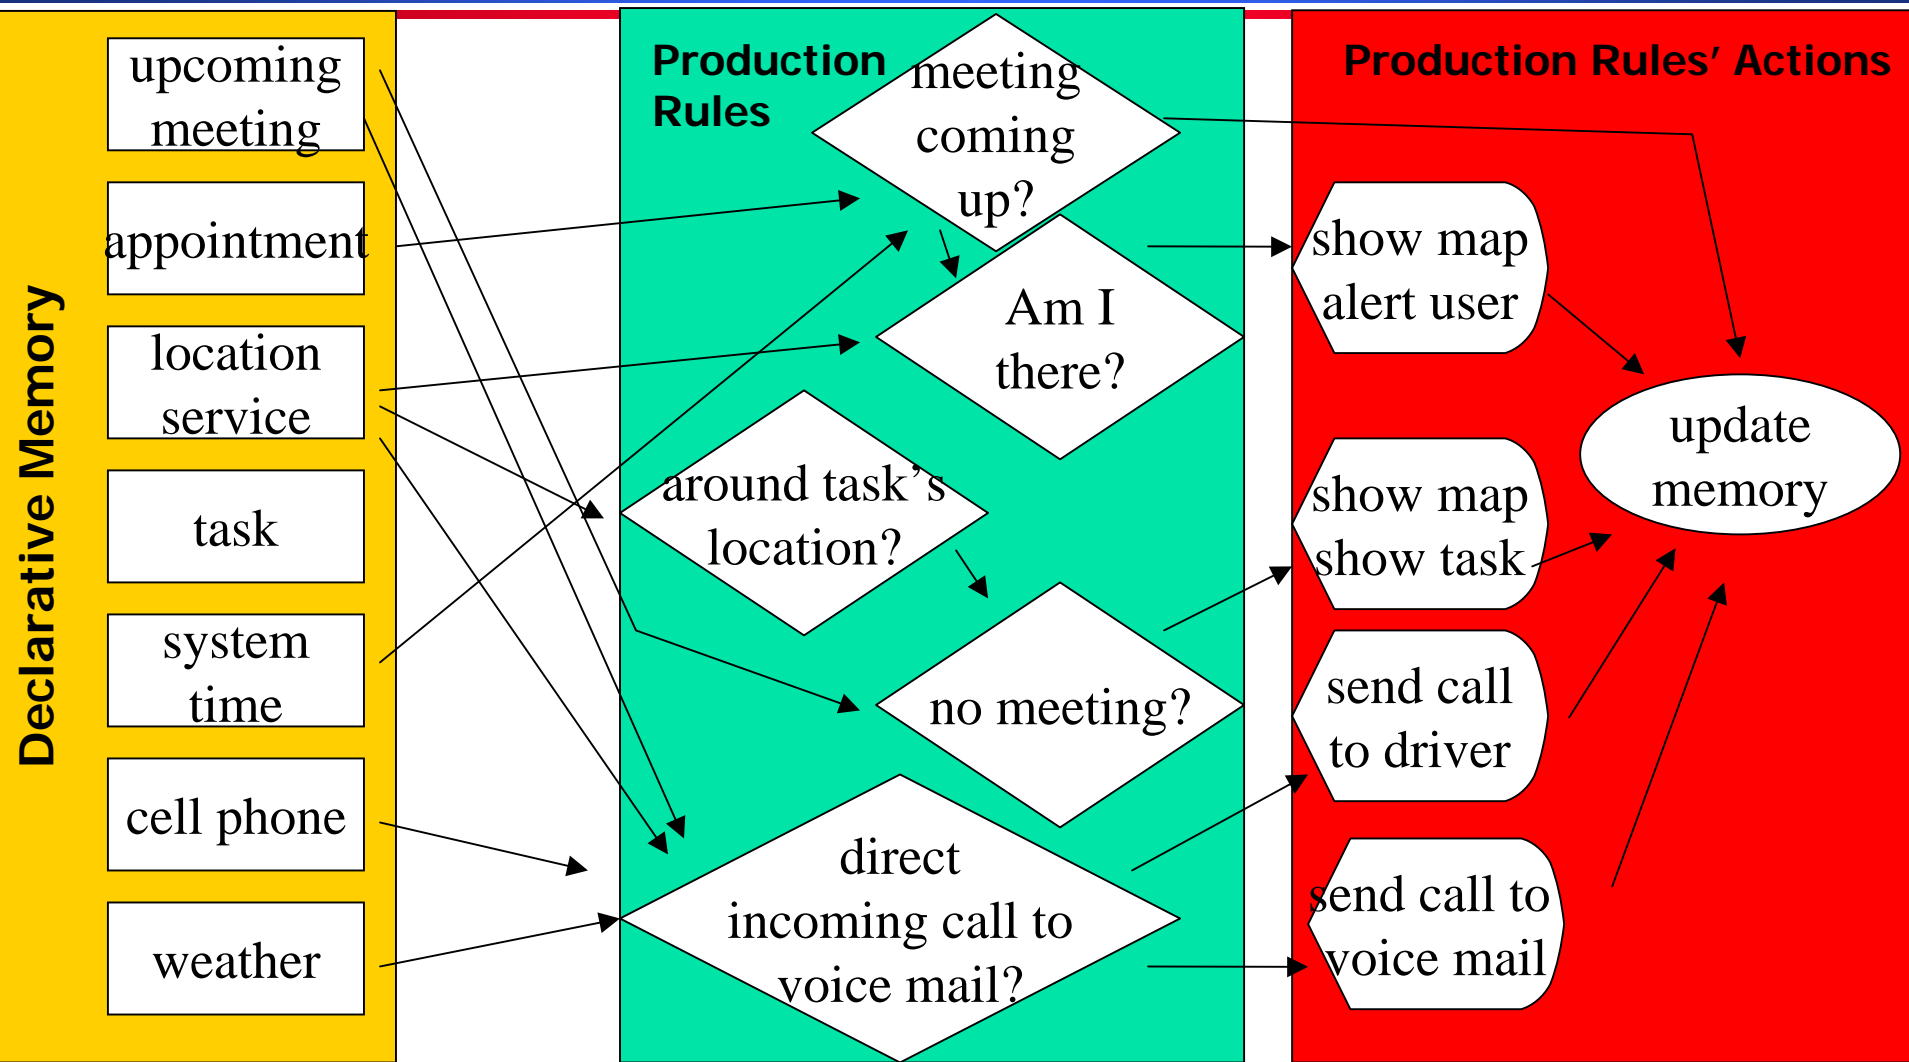 Declarative Memory
upcoming
meeting
appointment
location
service
task
system
time
cell phone
weather
Production
Rules
meeting
coming
up?
Am I
there?
around task’s
location?
no meeting?
direct
incoming call to
voice mail?
Production Rules’ Actions
show map
alert user
update
memory
show map
show task
send call
to driver
send call to
voice mail